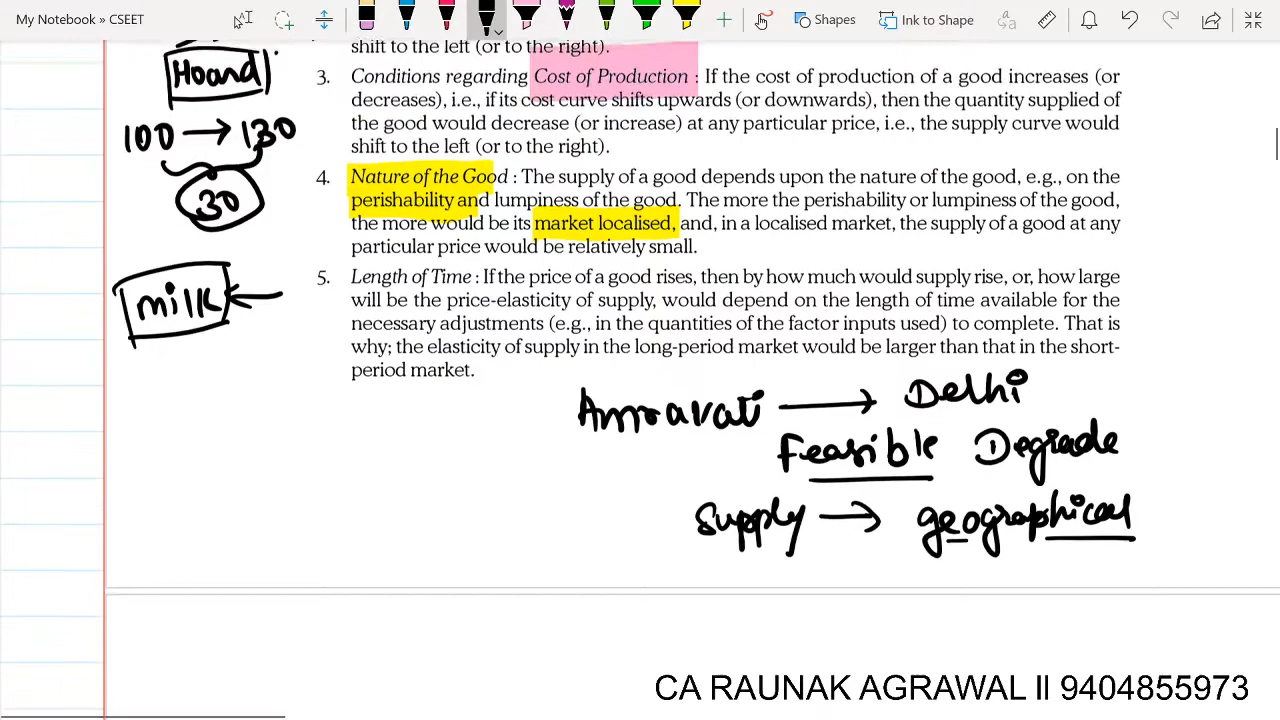 My Notebook » CSEET
Shapes
Ink to Shape
shift to the left (or to the right).
Hoard
3. Conditions regarding Cost of Production : If the cost of production of a good increases (or
decreases), i.e., if its cost curve shifts upwards (or downwards), then the quantity supplied of
the good would decrease (or increase) at any particular price, i.e., the supply curve would
shift to the left (or to the right).
100 → 130
30
4. Nature of the Good : The supply of a good depends upon the nature of the good, e.g., on the
perishability and lumpiness of the good. The more the perishability or lumpiness of the good,
the more would be its market localised, and, in a localised market, the supply of a good at any
particular price would be relatively small.
milk
5. Length of Time : If the price of a good rises, then by how much would supply rise, or, how large
will be the price-elasticity of supply, would depend on the length of time available for the
necessary adjustments (e.g., in the quantities of the factor inputs used) to complete. That is
why; the elasticity of supply in the long-period market would be larger than that in the short-
period market.
Amravati → Delhi
Feasible Degrade
Supply → geographical
CA RAUNAK AGRAWAL II 9404855973